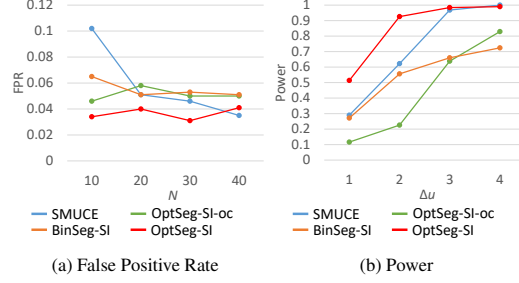 0.12
0.1
0.08
0.06
0.04
0.02
0
FPR
10 20 30 40
N
SMUCE OptSeg-SI-oc
BinSeg-SI OptSeg-SI
(a) False Positive Rate
1
0.9
0.8
0.7
0.6
0.5
0.4
0.3
0.2
0.1
0
Power
1 2 3 4
Δu
SMUCE OptSeg-SI-oc
BinSeg-SI OptSeg-SI
(b) Power